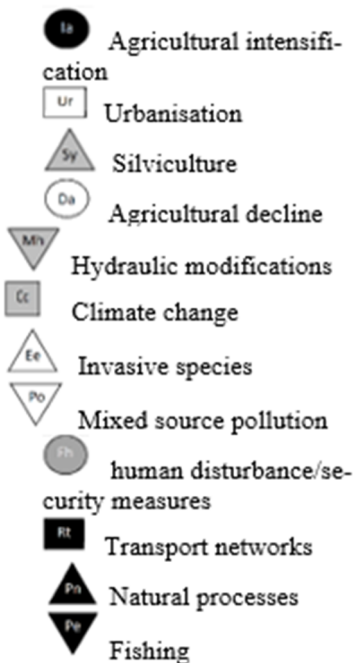 Ia Agricultural intensifi-
cation
Ur Urbanisation
Sy Silviculture
Da Agricultural decline
Mh Hydraulic modifications
Cc Climate change
Ee Invasive species
Po Mixed source pollution
Fh human disturbance/se-
curity measures
Rt Transport networks
Pn Natural processes
Pe Fishing